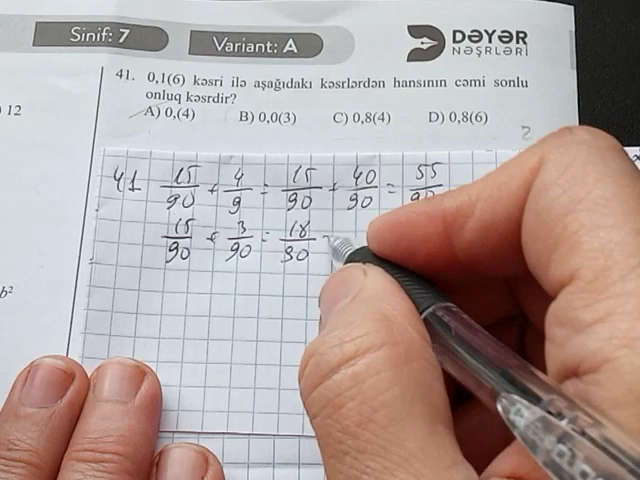 Sinif: 7
Variant: A
DƏYƏR
NƏŞRLƏRİ
41. 0,1(6) kəsri ilə aşağıdakı kəsrlərdən hansının cəmi sonlu
onluq kəsrdir?
A) 0,(4) B) 0,0(3) C) 0,8(4) D) 0,8(6)
) 12
2
41 15/90 + 4/9 = 15/90 + 40/90 = 55/90
15/90 + 3/90 = 18/90 =
b²